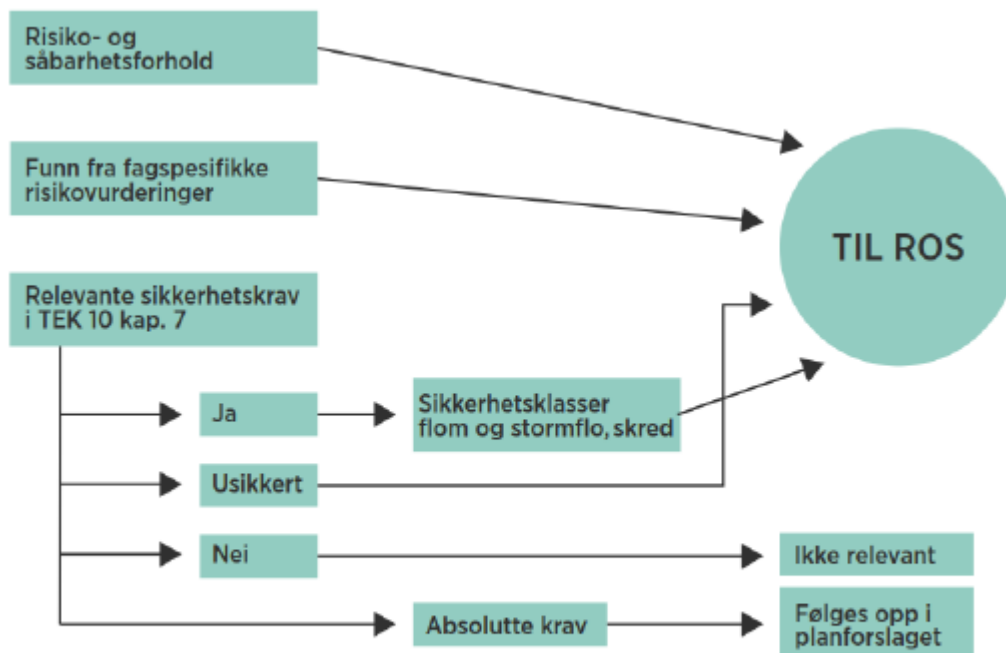 Risiko- og
såbarhetsforhold
Funn fra fagspesifikke
risikovurderinger
TIL ROS
Relevante sikkerhetskrav
i TEK 10 kap. 7
Ja
Sikkerhetsklasser
flom og stormflo, skred
Usikkert
Nei
Ikke relevant
Absolutte krav
Følges opp i
planforslaget